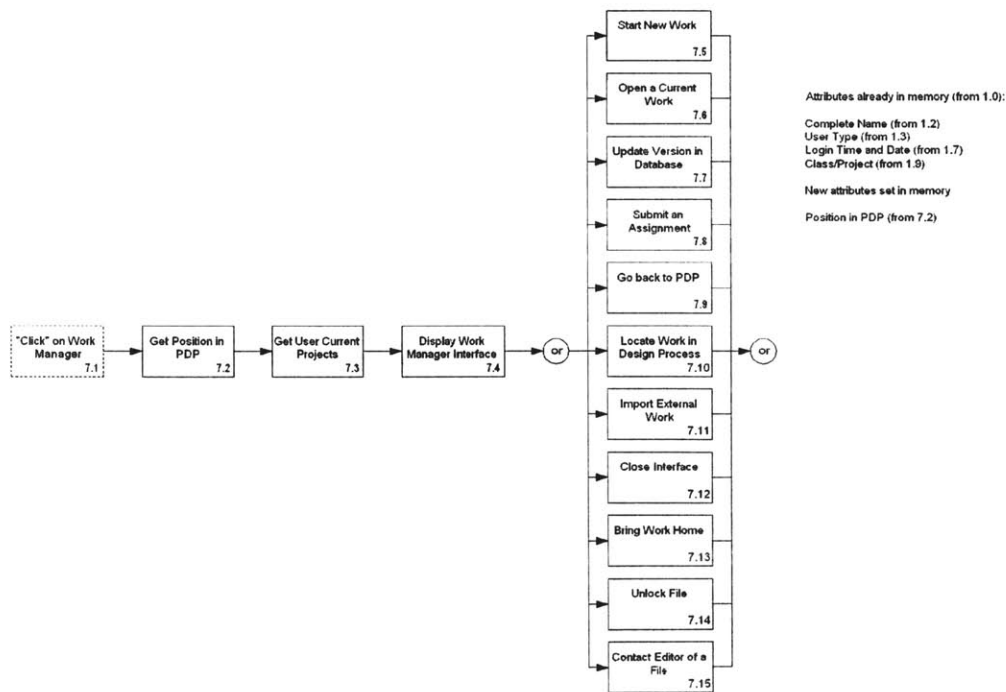 Start New Work
7.5
Open a Current
Work
7.6
Update Version in
Database
7.7
Submit an
Assignment
7.8
Go back to PDP
7.9
"Click" on Work
Manager
7.1
Get Position in
PDP
7.2
Get User Current
Projects
7.3
Display Work
Manager Interface
7.4
or
Locate Work in
Design Process
7.10
or
Import External
Work
7.11
Close Interface
7.12
Bring Work Home
7.13
Unlock File
7.14
Contact Editor of a
File
7.15
Attributes already in memory (from 1.0):
Complete Name (from 1.2)
User Type (from 1.3)
Login Time and Date (from 1.7)
Class/Project (from 1.9)
New attributes set in memory
Position in PDP (from 7.2)